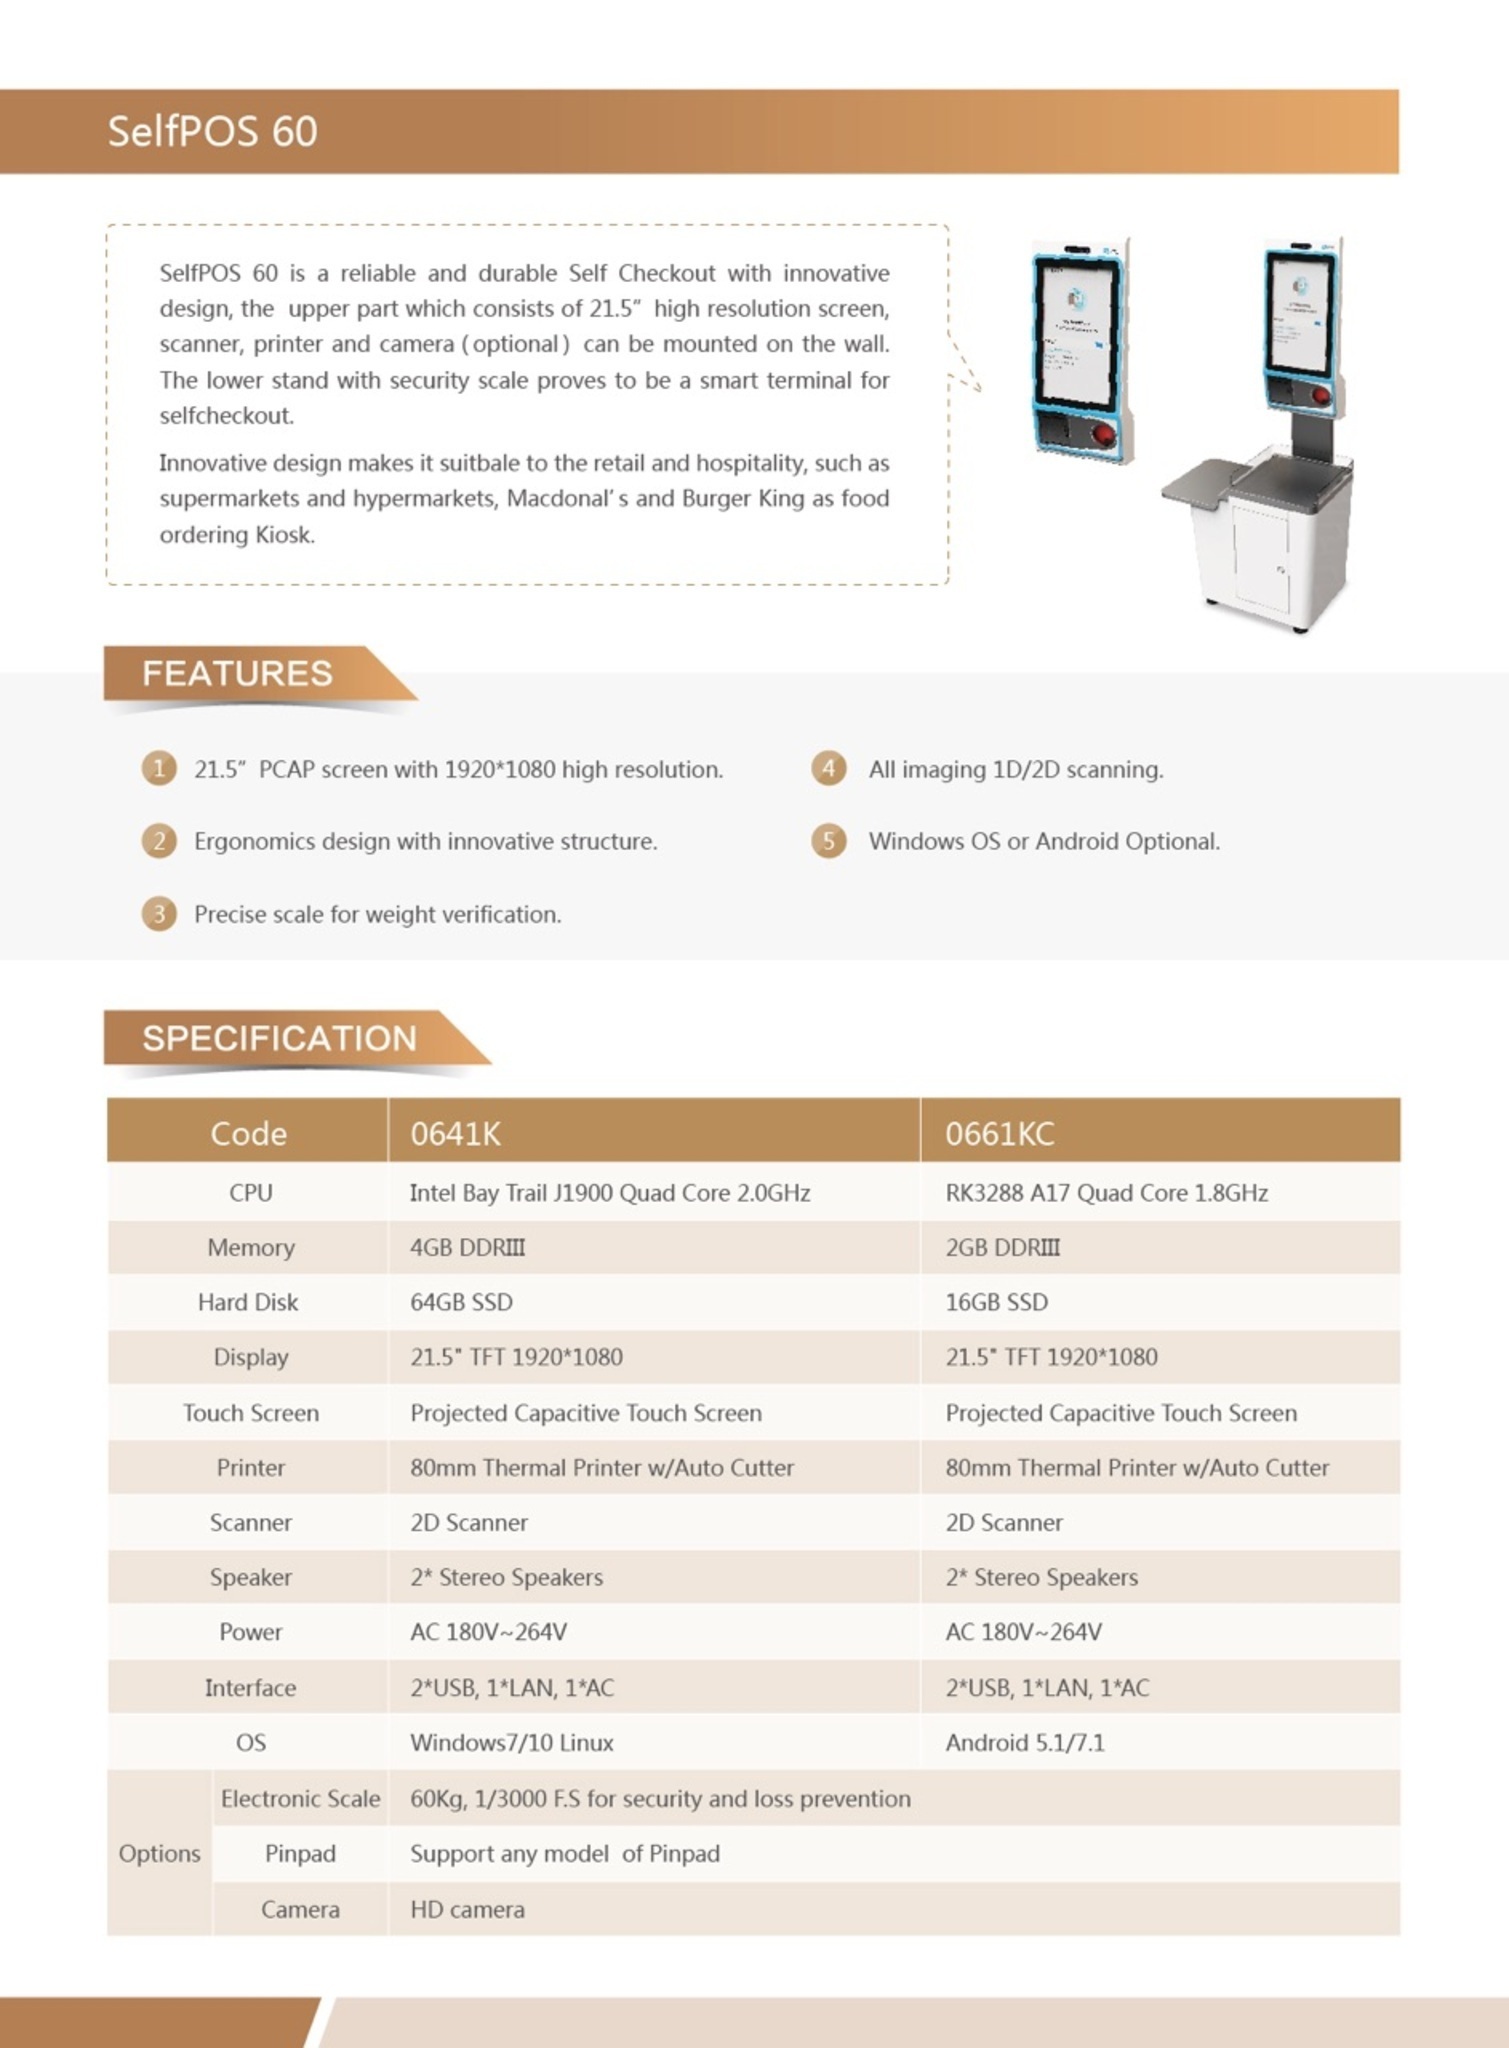 SelfPOS 60
SelfPOS 60 is a reliable and durable Self Checkout with innovative
design, the upper part which consists of 21.5” high resolution screen,
scanner, printer and camera (optional) can be mounted on the wall.
The lower stand with security scale proves to be a smart terminal for
selfcheckout.
Innovative design makes it suitbale to the retail and hospitality, such as
supermarkets and hypermarkets, Macdonal’s and Burger King as food
ordering Kiosk.
FEATURES
1 21.5” PCAP screen with 1920*1080 high resolution.
2 Ergonomics design with innovative structure.
3 Precise scale for weight verification.
4 All imaging 1D/2D scanning.
5 Windows OS or Android Optional.
SPECIFICATION
Code 0641K 0661KC
CPU Intel Bay Trail J1900 Quad Core 2.0GHz RK3288 A17 Quad Core 1.8GHz
Memory 4GB DDRIII 2GB DDRIII
Hard Disk 64GB SSD 16GB SSD
Display 21.5" TFT 1920*1080 21.5" TFT 1920*1080
Touch Screen Projected Capacitive Touch Screen Projected Capacitive Touch Screen
Printer 80mm Thermal Printer w/Auto Cutter 80mm Thermal Printer w/Auto Cutter
Scanner 2D Scanner 2D Scanner
Speaker 2* Stereo Speakers 2* Stereo Speakers
Power AC 180V~264V AC 180V~264V
Interface 2*USB, 1*LAN, 1*AC 2*USB, 1*LAN, 1*AC
OS Windows7/10 Linux Android 5.1/7.1
Options
Electronic Scale 60Kg, 1/3000 F.S for security and loss prevention
Pinpad Support any model of Pinpad
Camera HD camera